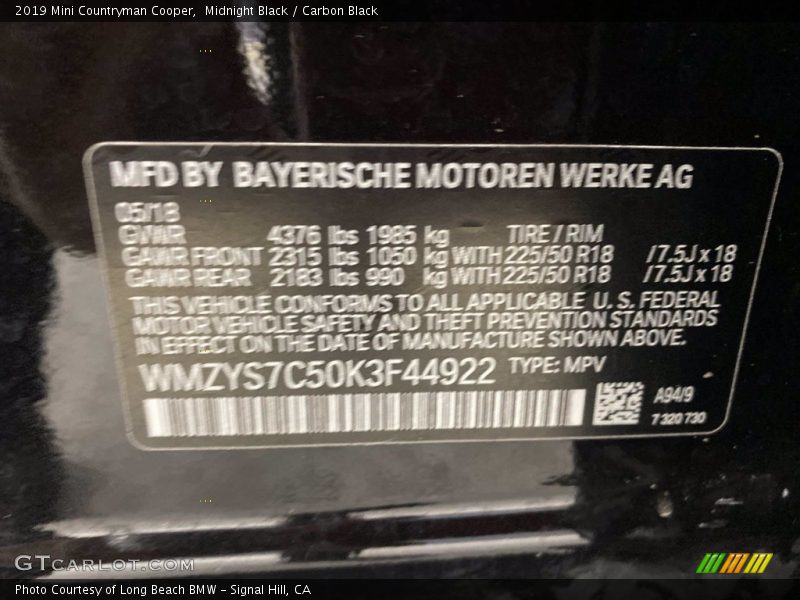 2019 Mini Countryman Cooper,  Midnight Black / Carbon Black
MFD BY BAYERISCHE MOTOREN WERKE AG
05/18
GVWR 4376 lbs 1985 kg TIRE / RIM
GAWR FRONT 2315 lbs 1050 kg WITH 225/50 R18 /7.5J x 18
GAWR REAR 2183 lbs 990 kg WITH 225/50 R18 /7.5J x 18
THIS VEHICLE CONFORMS TO ALL APPLICABLE U. S. FEDERAL
MOTOR VEHICLE SAFETY AND THEFT PREVENTION STANDARDS
IN EFFECT ON THE DATE OF MANUFACTURE SHOWN ABOVE.
WMZYS7C50K3F44922 TYPE: MPV
A94/9
7 320 730
GTCARLOT.COM
Photo Courtesy of Long Beach BMW – Signal Hill, CA